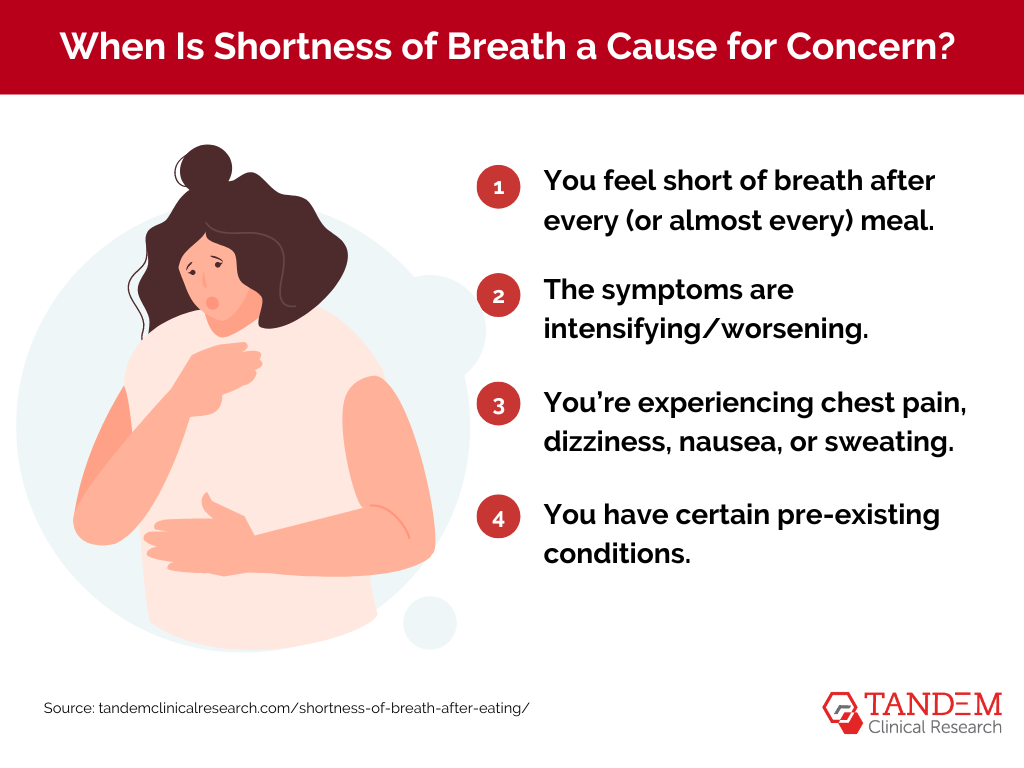 When Is Shortness of Breath a Cause for Concern?
1
You feel short of breath after
every (or almost every) meal.
2
The symptoms are
intensifying/worsening.
3
You’re experiencing chest pain,
dizziness, nausea, or sweating.
4
You have certain pre-existing
conditions.
Source: tandemclinicalresearch.com/shortness-of-breath-after-eating/
TANDEM
Clinical Research